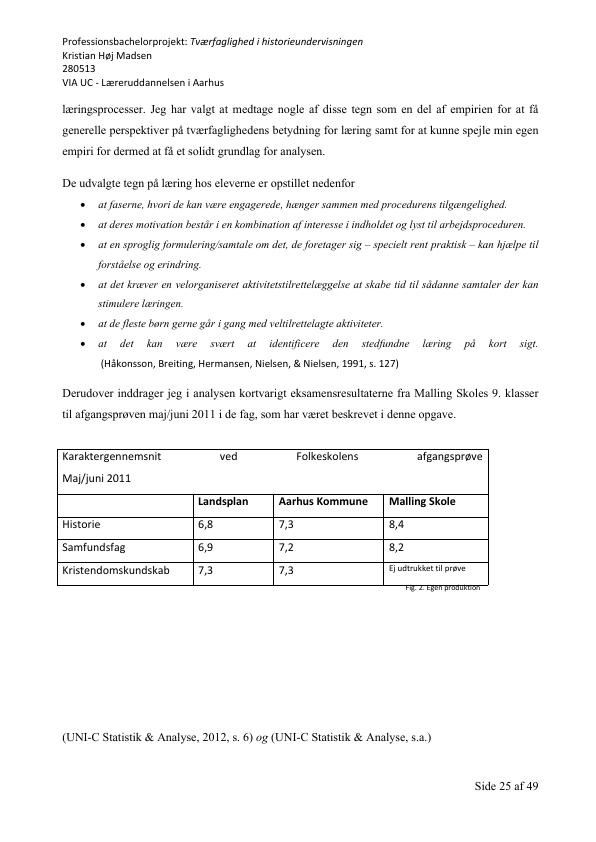 Professionsbachelorprojekt: Tværfaglighed i historieundervisningen
Kristian Høj Madsen
280513
VIA UC - Læreruddannelsen i Aarhus
læringsprocesser. Jeg har valgt at medtage nogle af disse tegn som en del af empirien for at få
generelle perspektiver på tværfaglighedens betydning for læring samt for at kunne spejle min egen
empiri for dermed at få et solidt grundlag for analysen.
De udvalgte tegn på læring hos eleverne er opstillet nedenfor
• at faserne, hvori de kan være engagerede, hænger sammen med procedurens tilgængelighed.
• at deres motivation består i en kombination af interesse i indholdet og lyst til arbejdsproceduren.
• at en sproglig formulering/samtale om det, de foretager sig – specielt rent praktisk – kan hjælpe til
forståelse og erindring.
• at det kræver en velorganiseret aktivitetstilrettelæggelse at skabe tid til sådanne samtaler der kan
stimulere læringen.
• at de fleste børn gerne går i gang med veltilrettelagte aktiviteter.
• at det kan være svært at identificere den stedfundne læring på kort sigt.
(Håkonsson, Breiting, Hermansen, Nielsen, & Nielsen, 1991, s. 127)
Derudover inddrager jeg i analysen kortvarigt eksamensresultaterne fra Malling Skoles 9. klasser
til afgangsprøven maj/juni 2011 i de fag, som har været beskrevet i denne opgave.
Karaktergennemsnit ved Folkeskolens afgangsprøve
Maj/juni 2011
Landsplan Aarhus Kommune Malling Skole
Historie 6,8 7,3 8,4
Samfundsfag 6,9 7,2 8,2
Kristendomskundskab 7,3 7,3 Ej udtrukket til prøve
Fig. 2. Egen produktion
(UNI-C Statistik & Analyse, 2012, s. 6) og (UNI-C Statistik & Analyse, s.a.)
Side 25 af 49